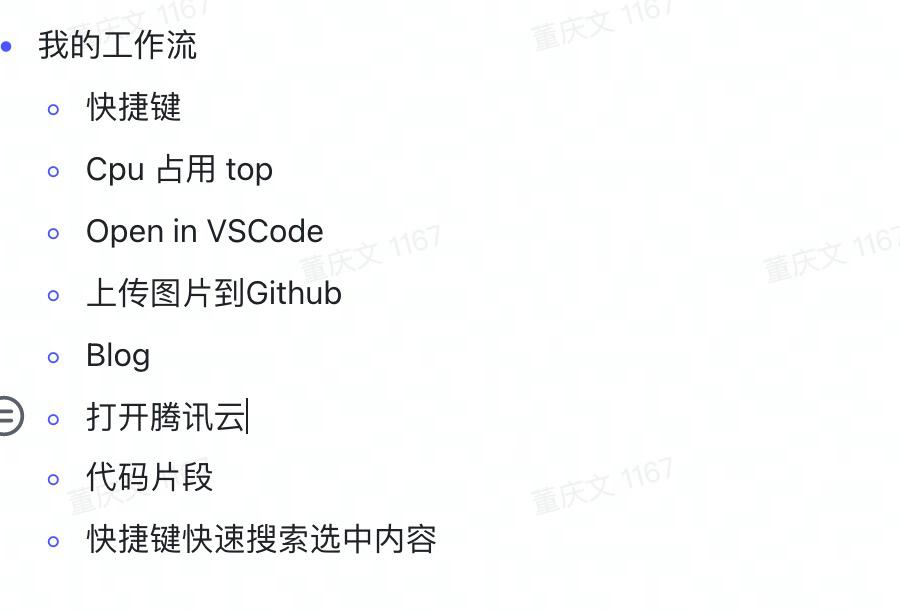 董庆文 1167
董庆文 1167
我的工作流
快捷键
Cpu 占用 top
Open in VSCode
董庆文 1167
董庆文 1167
上传图片到Github
Blog
打开腾讯云
代码片段
董庆文 1167
董庆文 1167
快捷键快速搜索选中内容